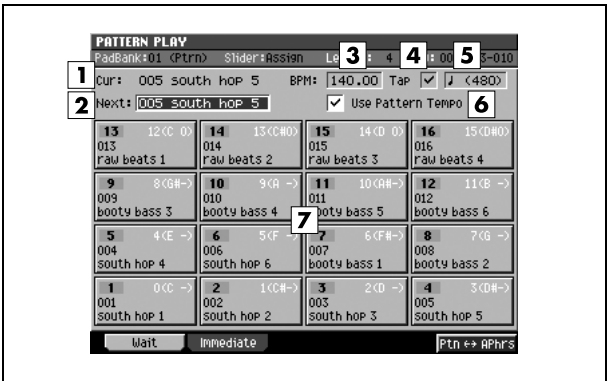 PATTERN PLAY
PadBank:01 (Ptrn) Slider:Assign 4 3-010
3 4 5
1 Cur: 005 south hop 5 BPM: 140.00 Tap ♩ (480)
2 Next: 005 south hop 5 Use Pattern Tempo 6
13 12(C 0) 14 13(C#0) 15 14(D 0) 16 15(D#0)
013 014 015 016
raw beats 1 raw beats 2 raw beats 3 raw beats 4
9 8(G#-) 10 9(A -) 11 10(A#-) 12 11(B -)
009 010 011 012
booty bass 3 booty bass 4 booty bass 5 booty bass 6
7
5 4(E -) 6 5(F -) 7 6(F#-) 8 7(G -)
004 006 007 008
south hop 4 south hop 6 booty bass 1 booty bass 2
1 0(C -) 2 1(C#-) 3 2(D -) 4 3(D#-)
001 002 003 005
south hop 1 south hop 2 south hop 3 south hop 5
Wait Immediate Ptn ↔ APhrs